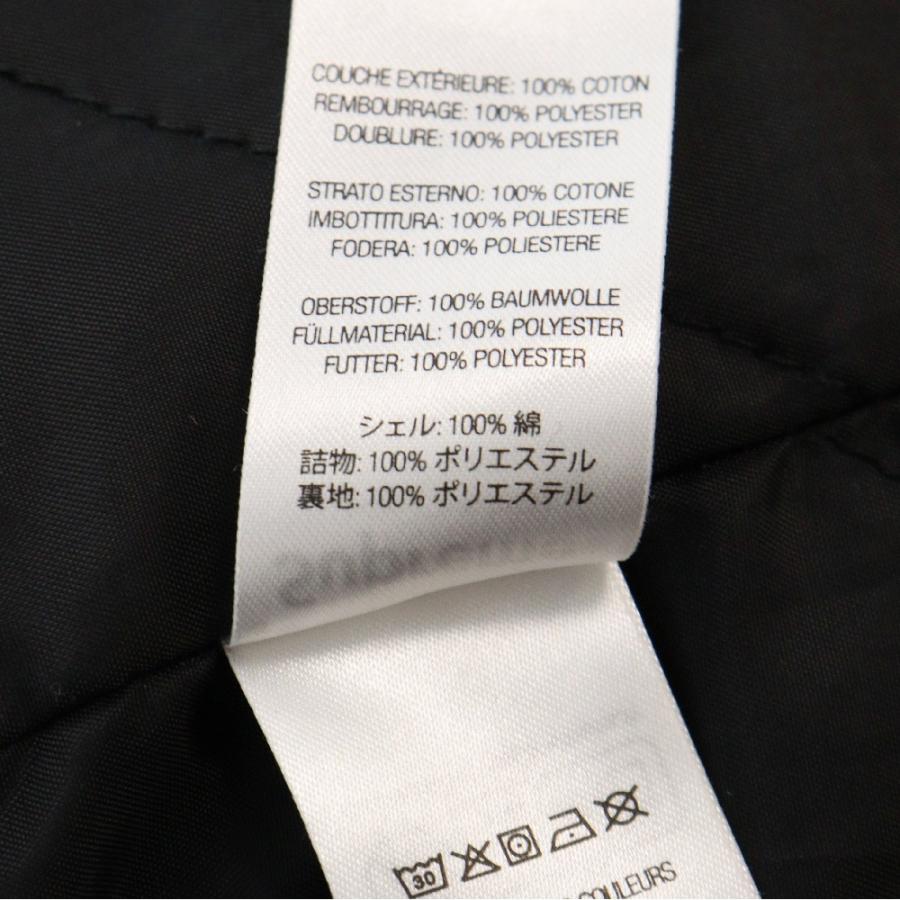 COUCHE EXTÉRIEURE: 100% COTON
REMBOURRAGE: 100% POLYESTER
DOUBLURE: 100% POLYESTER
STRATO ESTERNO: 100% COTONE
IMBOTTITURA: 100% POLIESTERE
FODERA: 100% POLIESTERE
OBERSTOFF: 100% BAUMWOLLE
FÜLLMATERIAL: 100% POLYESTER
FUTTER: 100% POLYESTER
シェル: 100% 綿
詰物: 100% ポリエステル
裏地: 100% ポリエステル
30
COULEURS